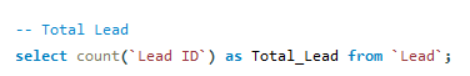 -- Total Lead
select count(`Lead ID`) as Total_Lead from `Lead`;